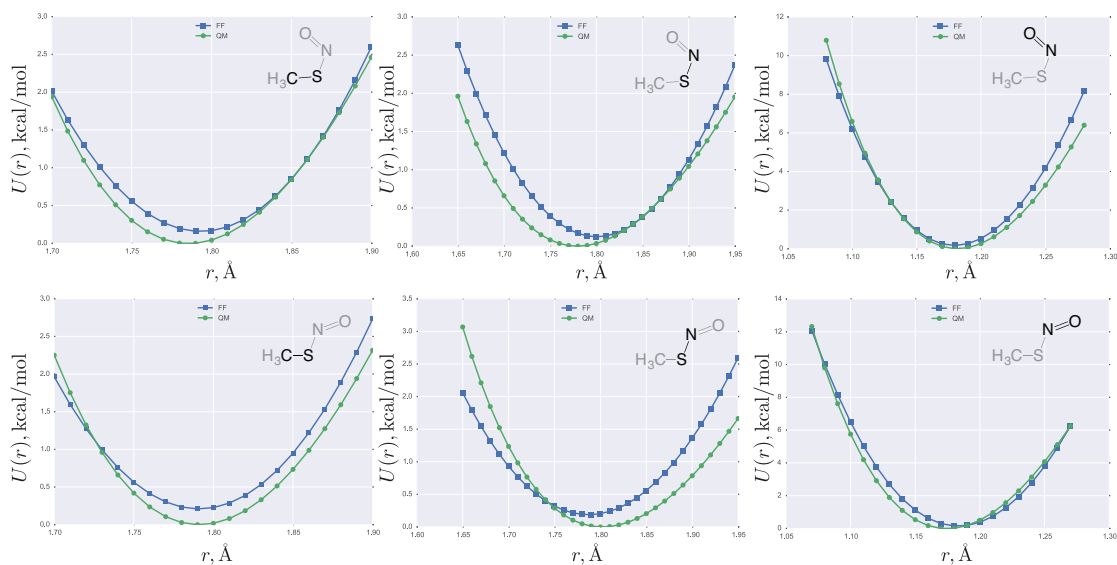 3.0 2.5 2.0 1.5 1.0 0.5 0.0
U(r), kcal/mol
FF
QM
O
N
H₃C S
1.70 1.75 1.80 1.85 1.90
r, Å
3.0 2.5 2.0 1.5 1.0 0.5 0.0
U(r), kcal/mol
FF
QM
O
N
H₃C S
1.60 1.65 1.70 1.75 1.80 1.85 1.90 1.95
r, Å
12 10 8 6 4 2 0
U(r), kcal/mol
FF
QM
O
N
H₃C S
1.05 1.10 1.15 1.20 1.25 1.30
r, Å
3.0 2.5 2.0 1.5 1.0 0.5 0.0
U(r), kcal/mol
FF
QM
N O
H₃C S
1.70 1.75 1.80 1.85 1.90
r, Å
3.5 3.0 2.5 2.0 1.5 1.0 0.5 0.0
U(r), kcal/mol
FF
QM
N O
H₃C S
1.60 1.65 1.70 1.75 1.80 1.85 1.90 1.95
r, Å
14 12 10 8 6 4 2 0
U(r), kcal/mol
FF
QM
N O
H₃C S
1.05 1.10 1.15 1.20 1.25 1.30
r, Å